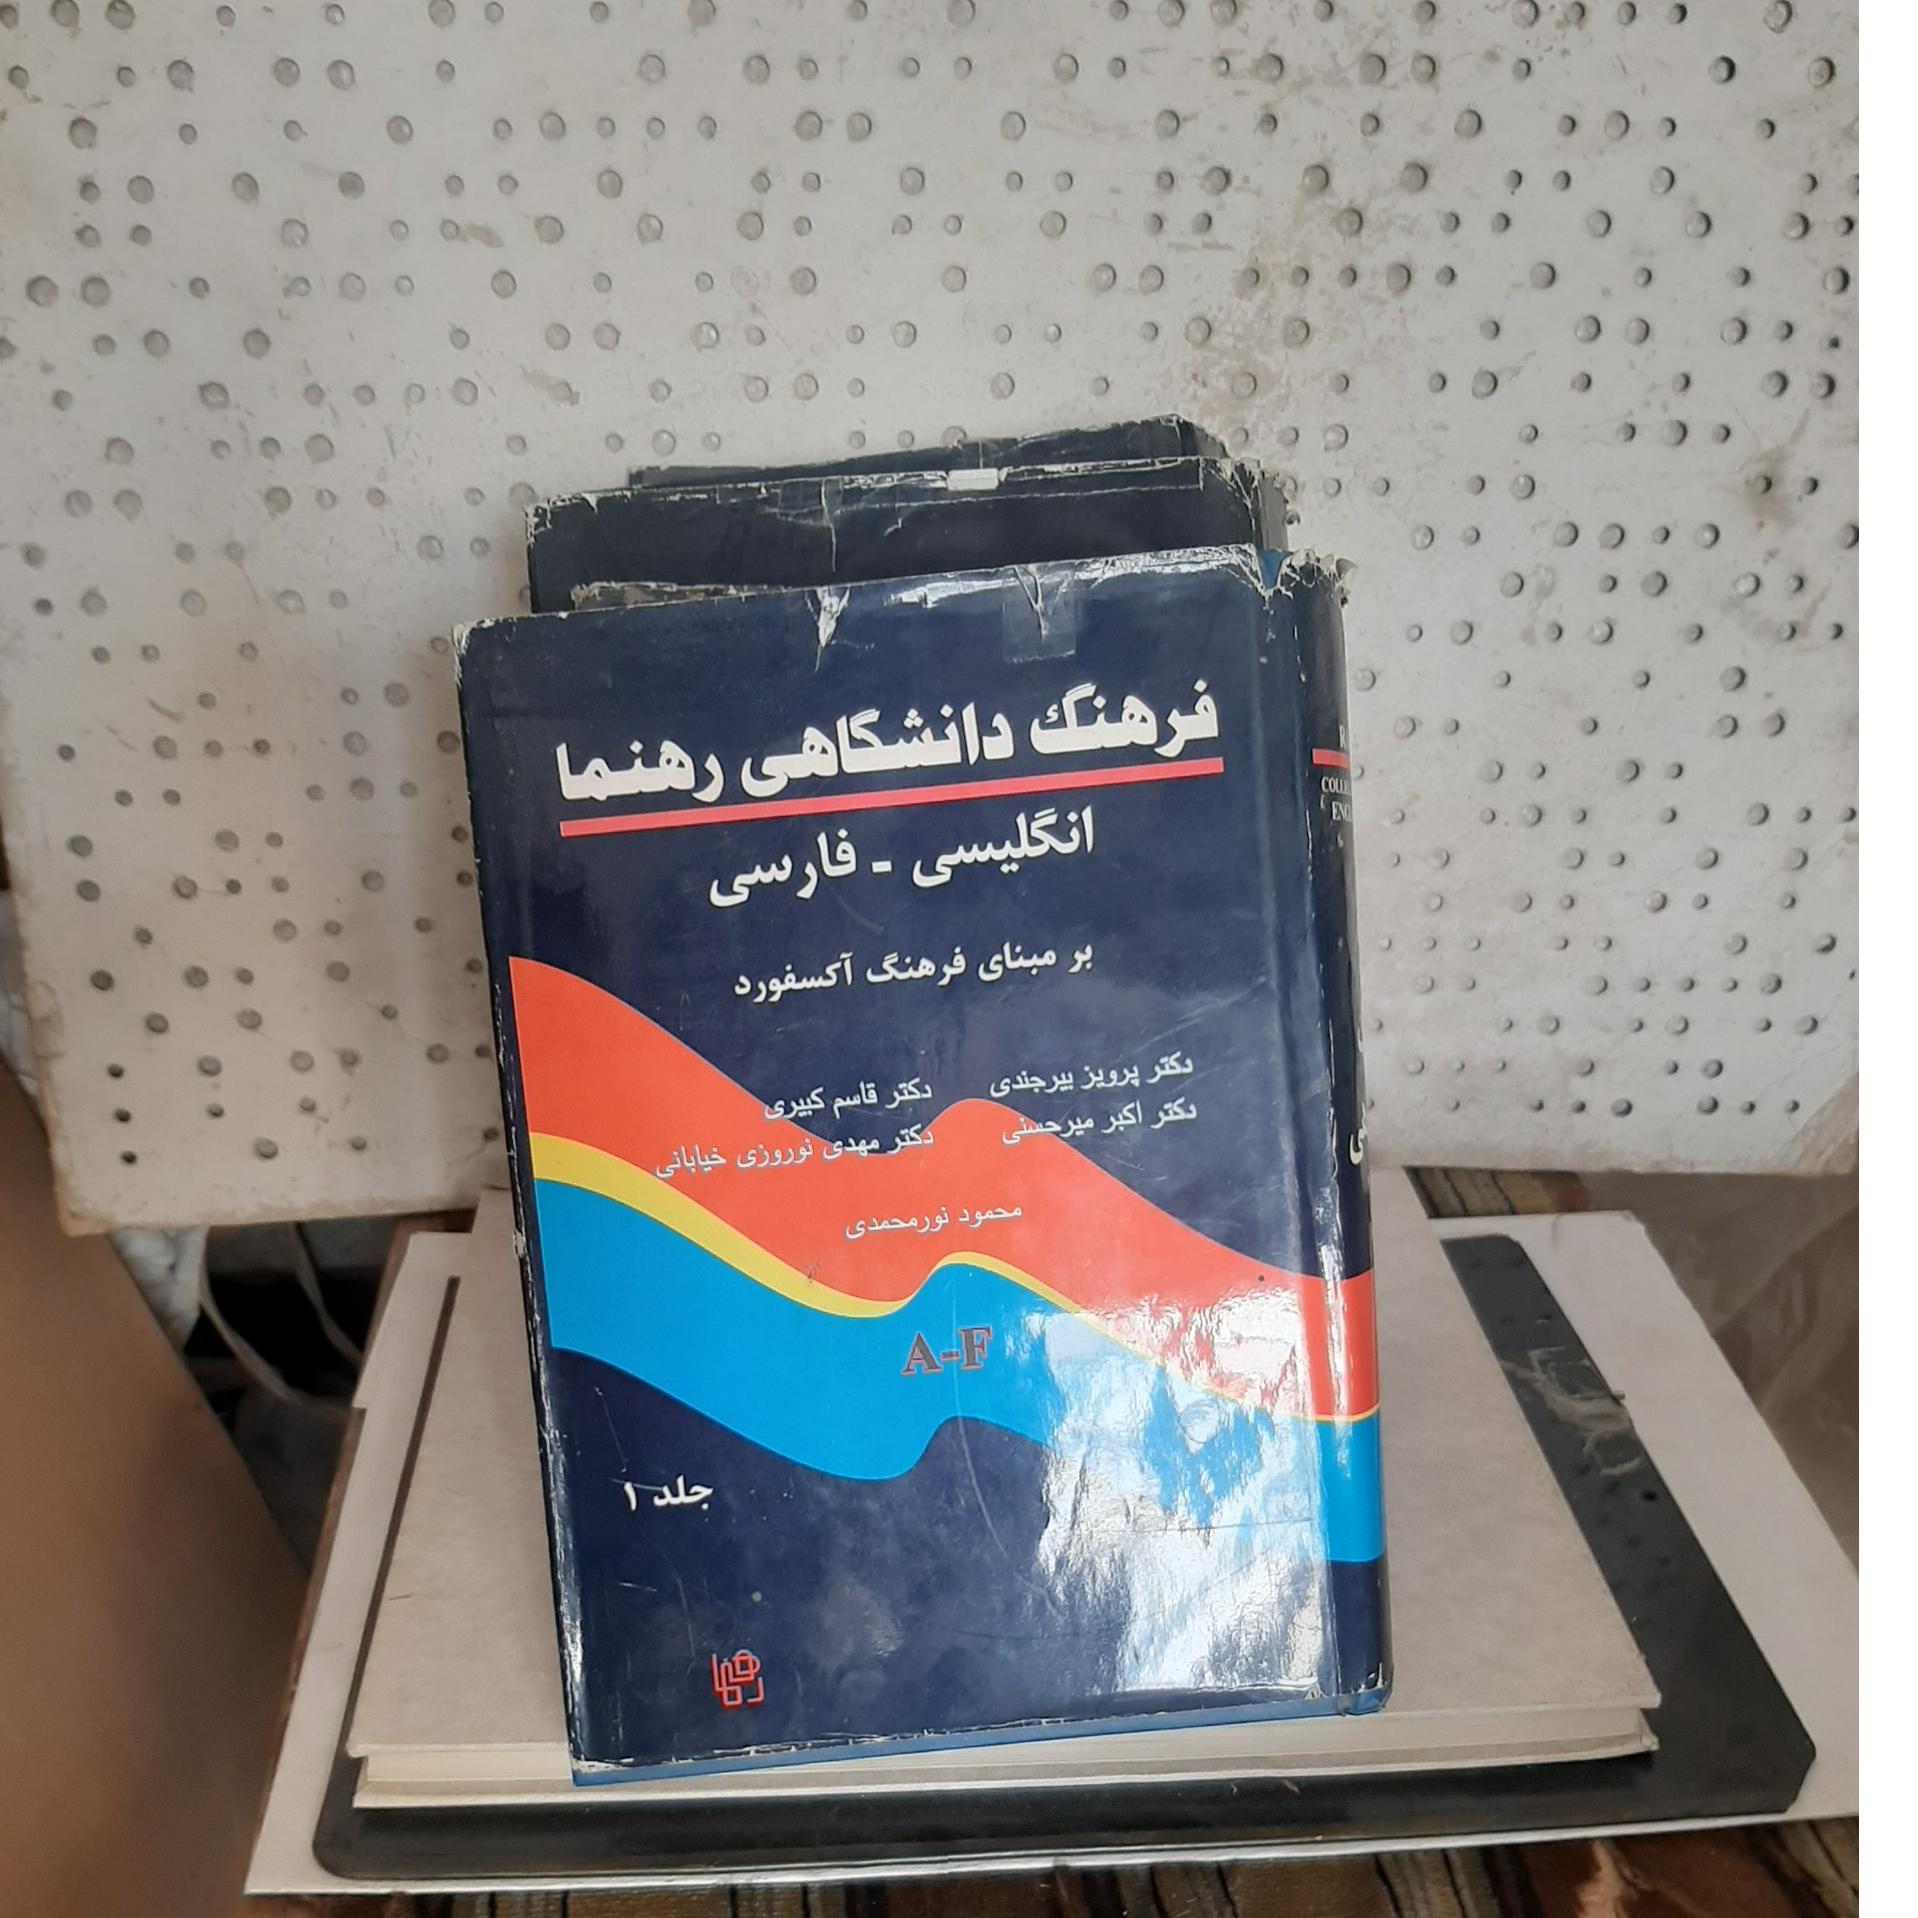 فرهنگ دانشگاهی رهنما
انگلیسی - فارسی
بر مبنای فرهنگ آکسفورد
دکتر پرویز بیرجندی دکتر قاسم کبیری
دکتر اکبر میرحسنی دکتر مهدی نوروزی خیابانی
محمود نورمحمدی
A-F
جلد ۱
رهنما